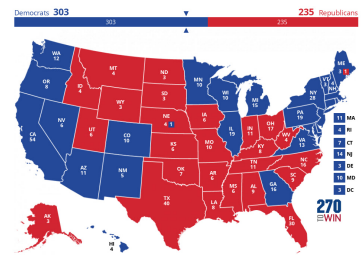 Democrats 303
235 Republicans
303
235
WA
12
OR
8
CA
54
NV
6
ID
4
MT
4
WY
3
UT
6
AZ
11
CO
10
NM
5
ND
3
SD
3
NE
4 1
KS
6
OK
7
TX
40
MN
10
IA
6
MO
10
AR
6
LA
8
WI
10
IL
19
MI
15
IN
11
OH
17
KY
8
TN
11
MS
6
AL
9
GA
16
FL
30
SC
9
NC
16
VA
13
WV
4
PA
19
NY
28
VT
3
NH
4
ME
3 1
11 MA
4 RI
7 CT
14 NJ
3 DE
10 MD
3 DC
AK
3
HI
4
270
TO
WIN